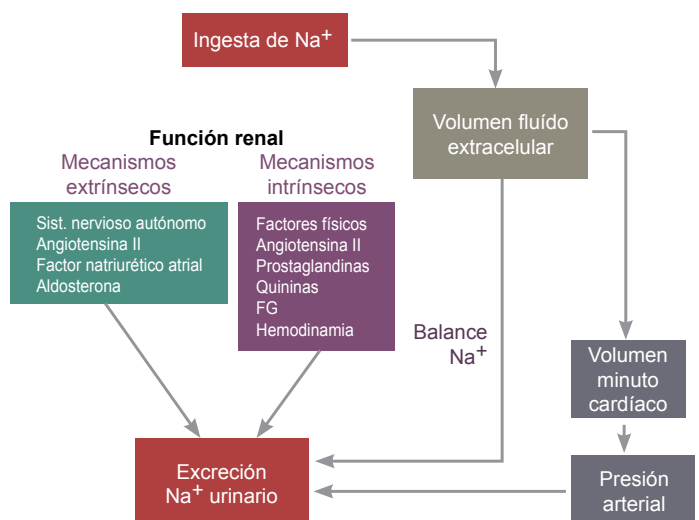 Ingesta de Na+
Volumen fluído
extracelular
Función renal
Mecanismos
extrínsecos
Mecanismos
intrínsecos
Sist. nervioso autónomo
Angiotensina II
Factor natriurético atrial
Aldosterona
Factores físicos
Angiotensina II
Prostaglandinas
Quininas
FG
Hemodinamia
Balance
Na+
Volumen
minuto
cardíaco
Excreción
Na+ urinario
Presión
arterial